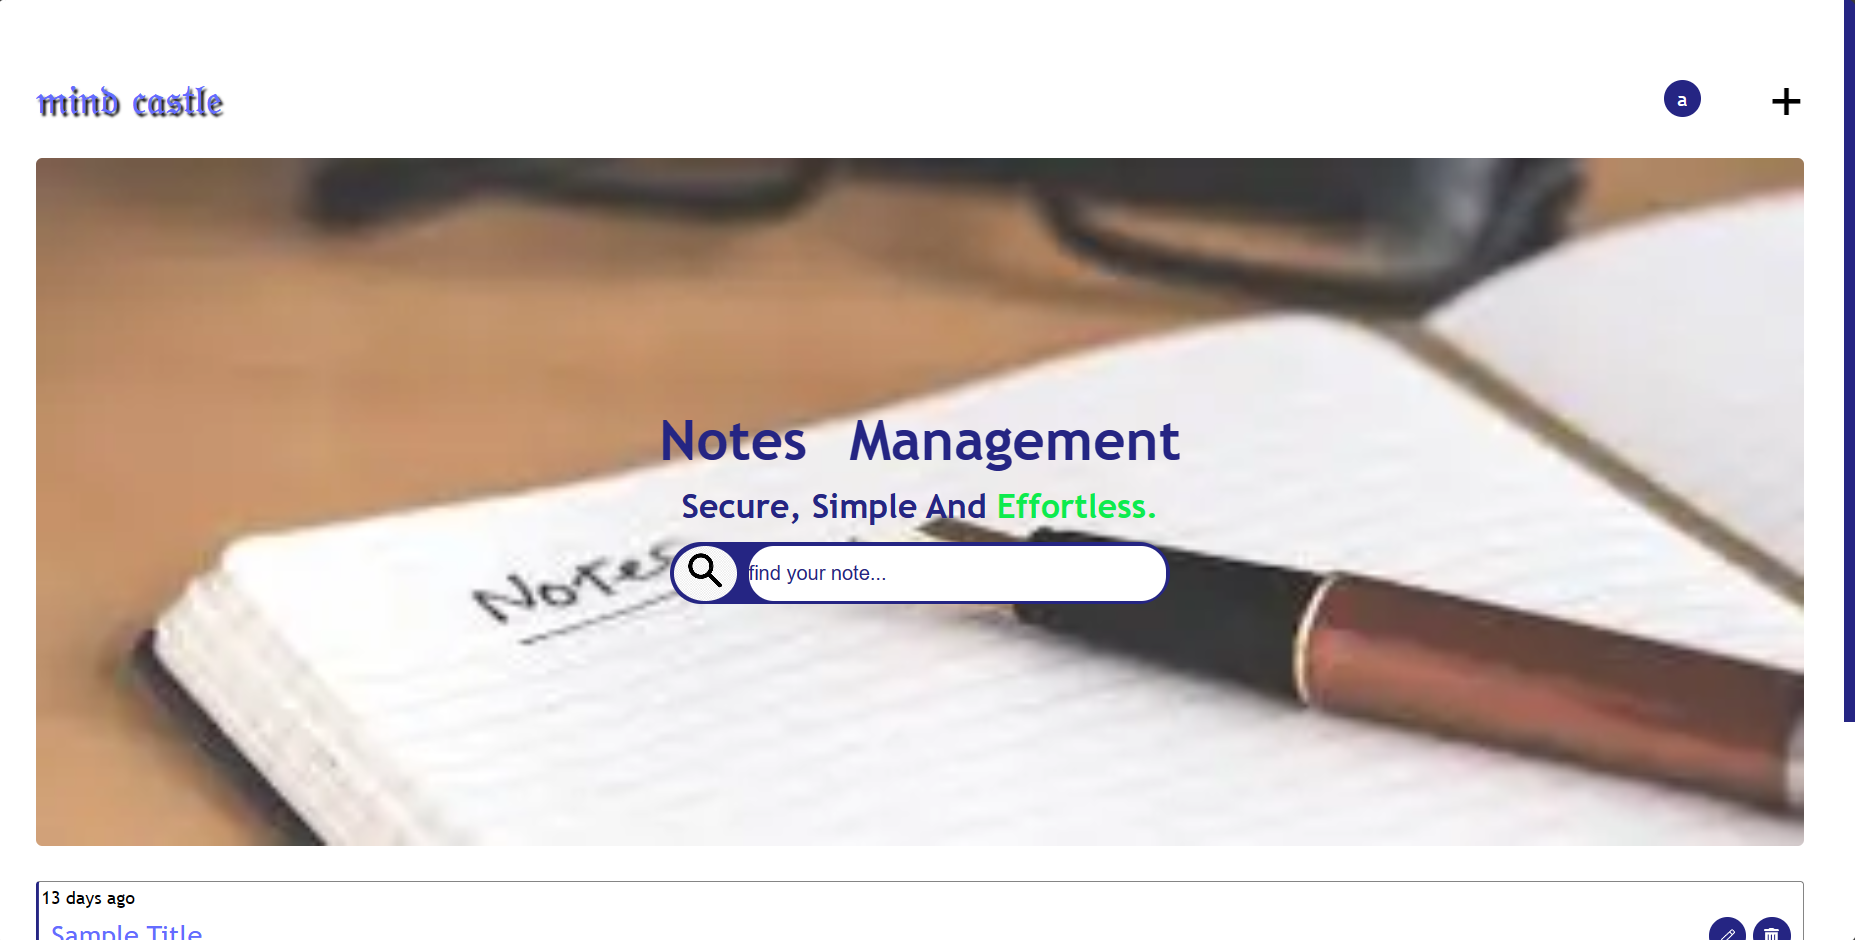 mind castle
a
Notes Management
Secure, Simple And Effortless.
find your note...
Notes
13 days ago
Sample Title